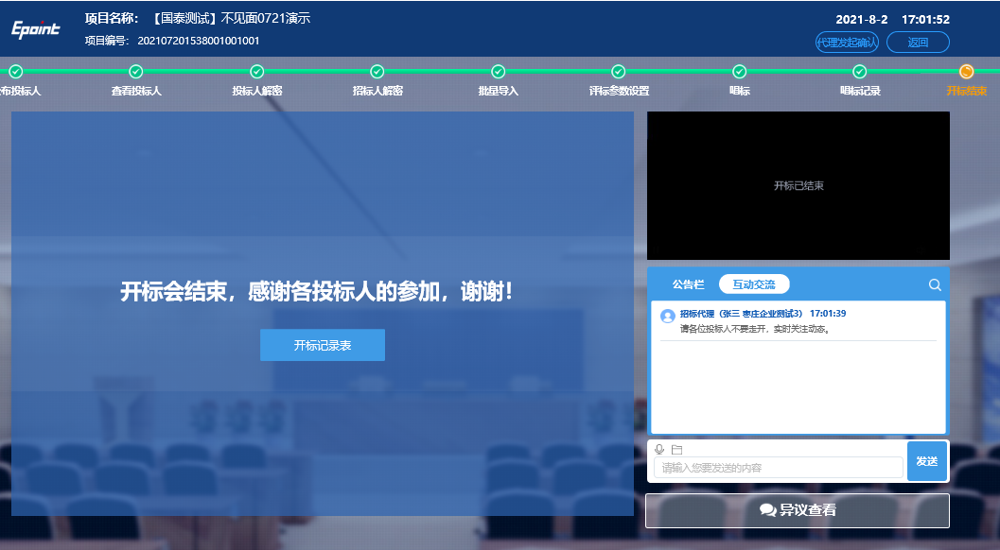 Epoint
项目名称: 【国泰测试】不见面0721演示
项目编号: 202107201538001001001
2021-8-2 17:01:52
代理发起确认 返回
布投标人 查看投标人 投标人解密 招标人解密 批量导入 评标参数设置 唱标 唱标记录 开标结束
开标会结束，感谢各投标人的参加，谢谢！
开标记录表
开标已结束
公告栏 互动交流
招标代理（张三 枣庄企业测试3） 17:01:39
请各位投标人不要走开，实时关注动态。
请输入您要发送的内容
发送
异议查看